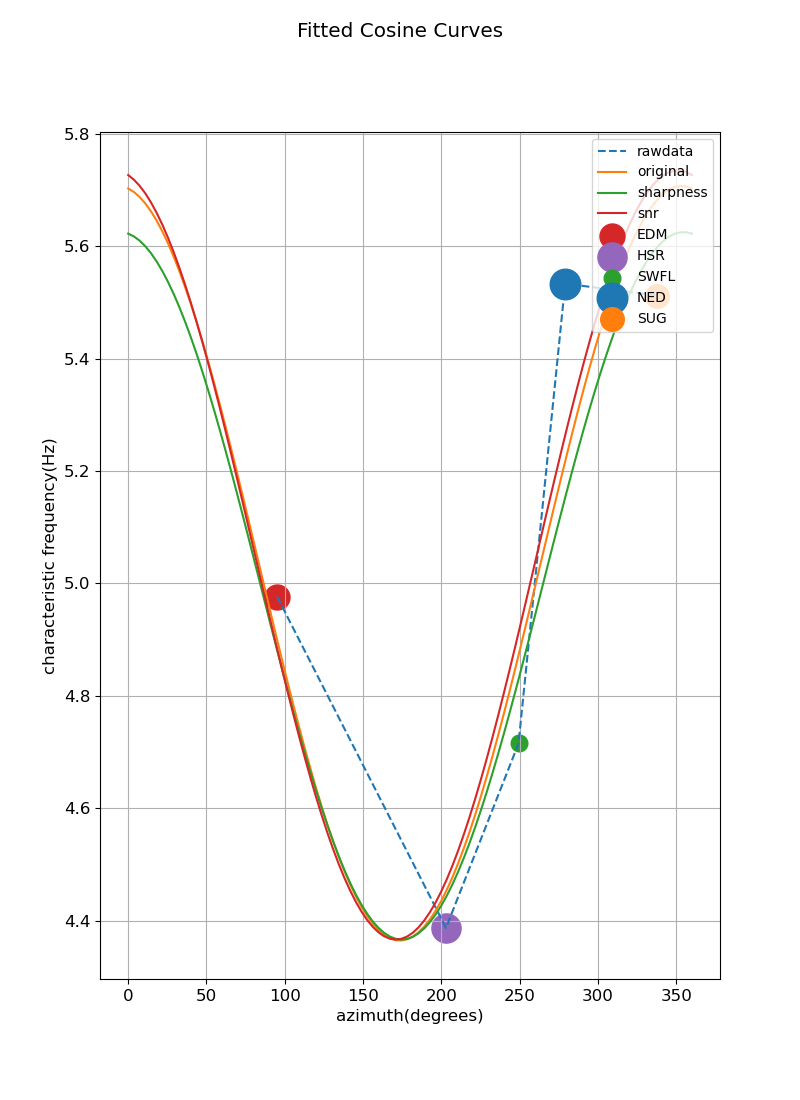 Fitted Cosine Curves
5.8
5.6
5.4
5.2
5.0
4.8
4.6
4.4
characteristic frequency(Hz)
rawdata
original
sharpness
snr
EDM
HSR
SWFL
NED
SUG
0 50 100 150 200 250 300 350
azimuth(degrees)